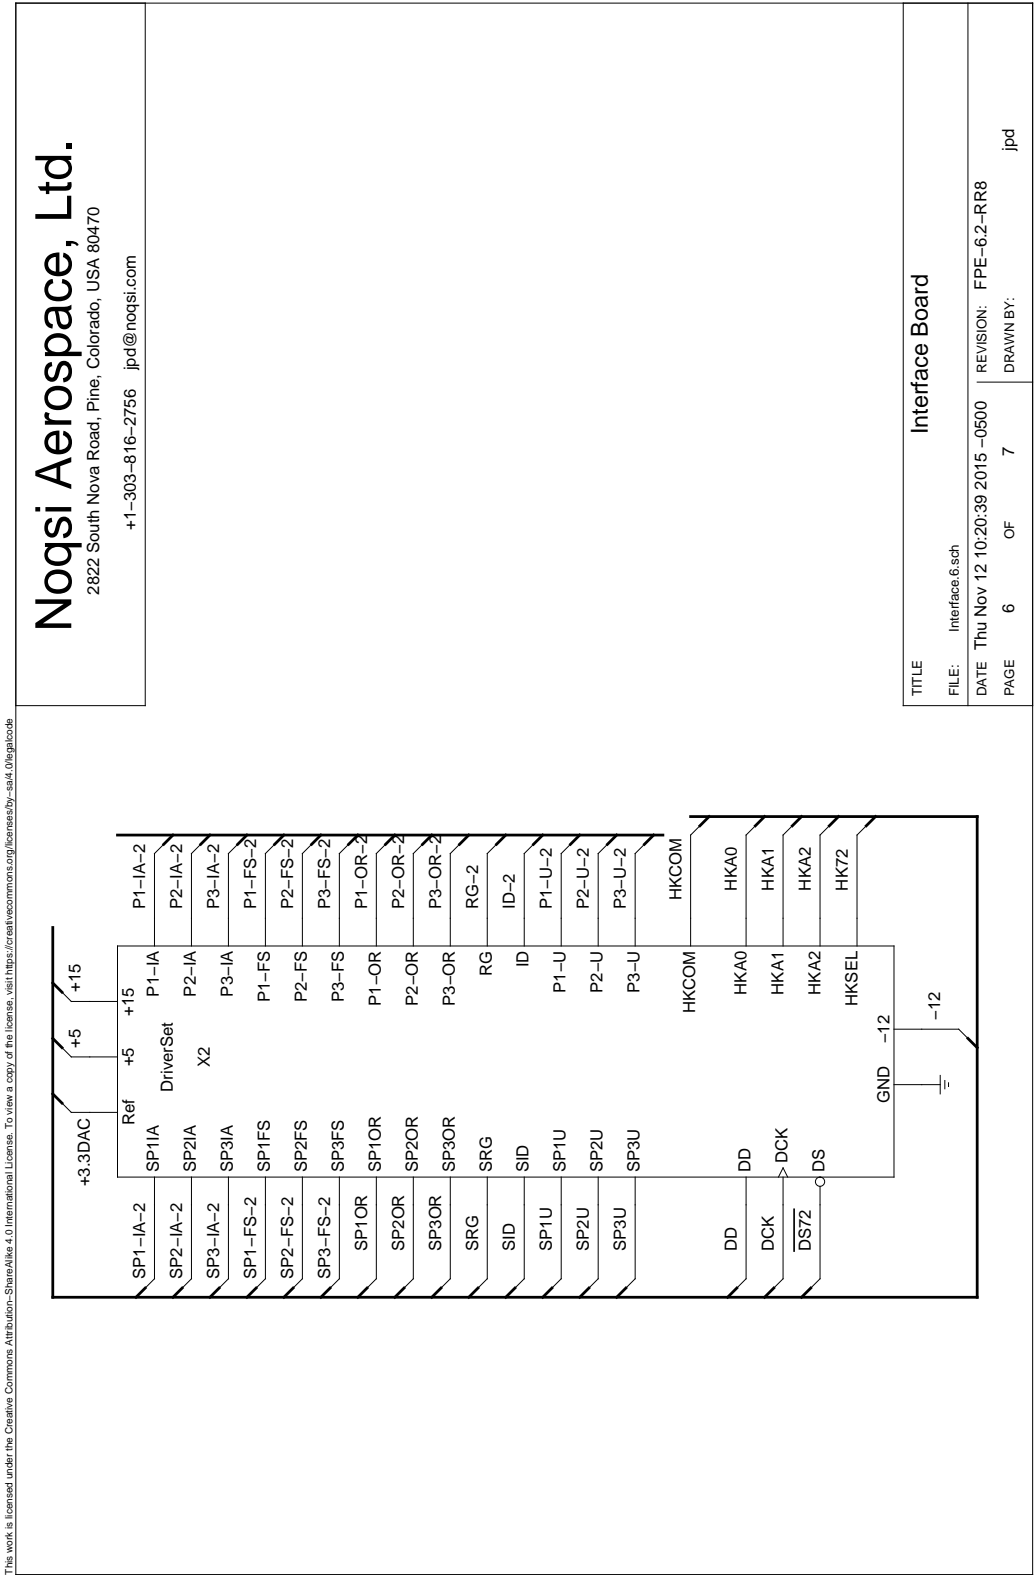 This work is licensed under the Creative Commons Attribution−ShareAlike 4.0 International License. To view a copy of the license, visit https://creativecommons.org/licenses/by−sa/4.0/legalcode
Noqsi Aerospace, Ltd.
2822 South Nova Road, Pine, Colorado, USA 80470
+1−303−816−2756 jpd@noqsi.com
+3.3DAC
+5
+15
Ref
+5
+15
DriverSet
X2
SP1−IA−2
SP2−IA−2
SP3−IA−2
SP1−FS−2
SP2−FS−2
SP3−FS−2
SP1OR
SP2OR
SP3OR
SRG
SID
SP1U
SP2U
SP3U
DD
DCK
DS72
SP1IA
SP2IA
SP3IA
SP1FS
SP2FS
SP3FS
SP1OR
SP2OR
SP3OR
SRG
SID
SP1U
SP2U
SP3U
DD
DCK
DS
P1−IA
P2−IA
P3−IA
P1−FS
P2−FS
P3−FS
P1−OR
P2−OR
P3−OR
RG
ID
P1−U
P2−U
P3−U
HKCOM
HKA0
HKA1
HKA2
HKSEL
P1−IA−2
P2−IA−2
P3−IA−2
P1−FS−2
P2−FS−2
P3−FS−2
P1−OR−2
P2−OR−2
P3−OR−2
RG−2
ID−2
P1−U−2
P2−U−2
P3−U−2
HKCOM
HKA0
HKA1
HKA2
HK72
GND
−12
−12
TITLE
Interface Board
FILE: Interface.6.sch
DATE Thu Nov 12 10:20:39 2015 −0500 REVISION: FPE−6.2−RR8
PAGE 6 OF 7 DRAWN BY: jpd